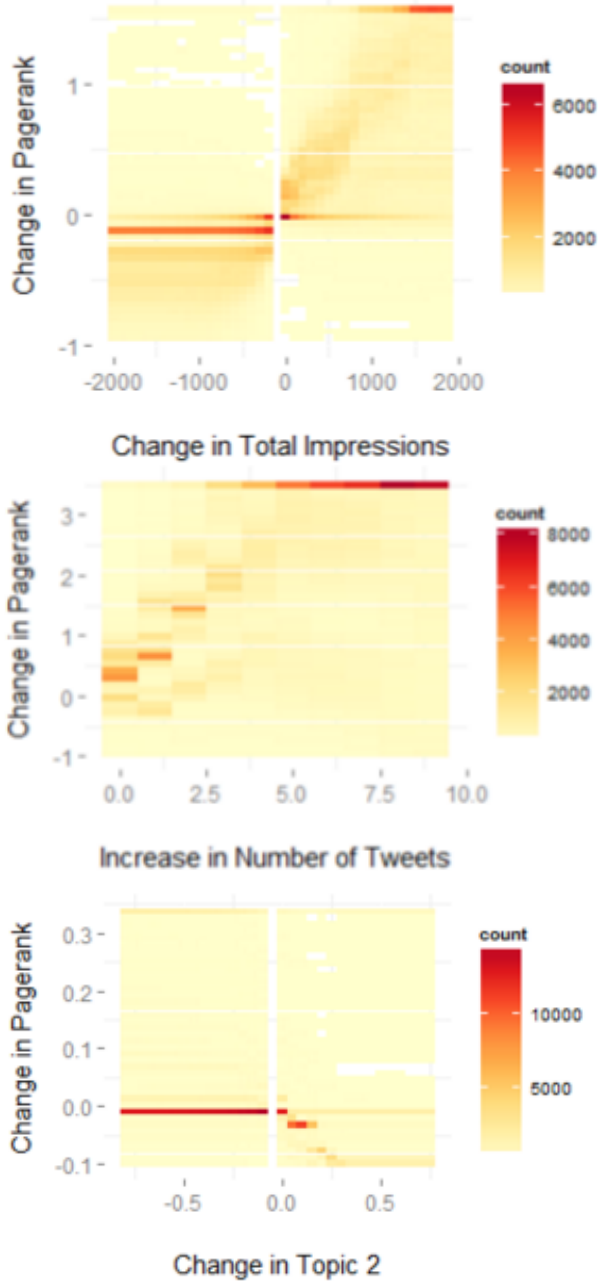 Change in Pagerank
1
0
-1
-2000 -1000 0 1000 2000
Change in Total Impressions
count
6000
4000
2000
Change in Pagerank
3
2
1
0
-1
0.0 2.5 5.0 7.5 10.0
Increase in Number of Tweets
count
8000
6000
4000
2000
Change in Pagerank
0.3
0.2
0.1
0.0
-0.1
-0.5 0.0 0.5
Change in Topic 2
count
10000
5000